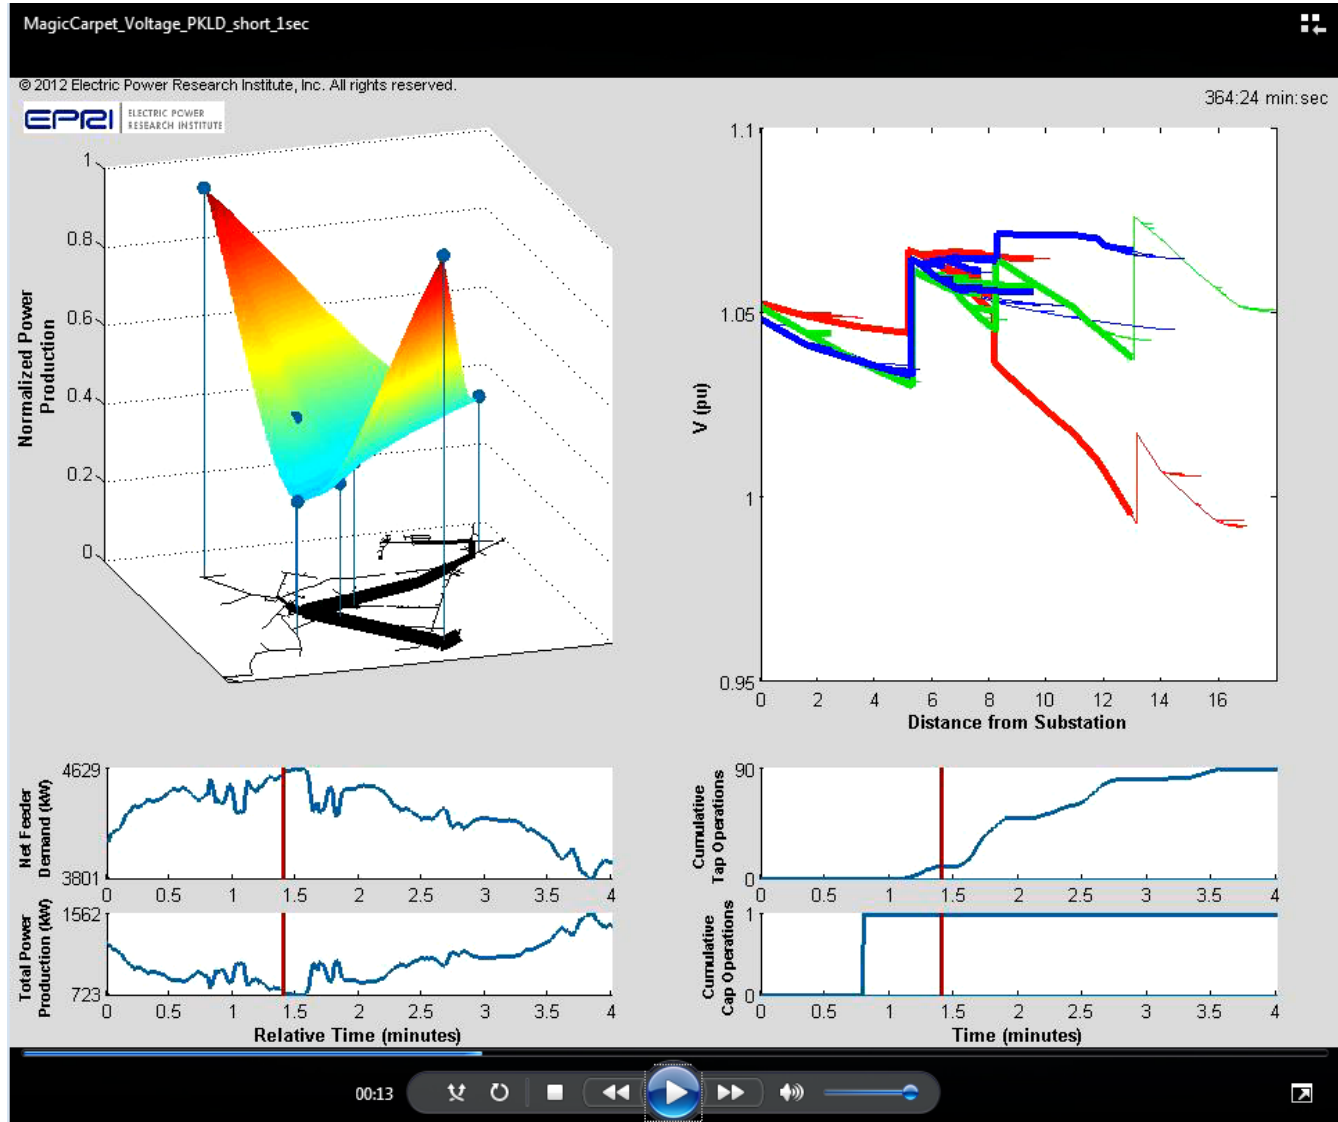 MagicCarpet_Voltage_PKLD_short_1sec
© 2012 Electric Power Research Institute, Inc. All rights reserved.
364:24 min:sec
EPRI
ELECTRIC POWER
RESEARCH INSTITUTE
Normalized Power
Production
1
0.8
0.6
0.4
0.2
0
V (pu)
1.1
1.05
1
0.95
0 2 4 6 8 10 12 14 16
Distance from Substation
Net Feeder
Demand (kW)
4629
3801
0 0.5 1 1.5 2 2.5 3 3.5 4
Total Power
Production (kW)
1562
723
0 0.5 1 1.5 2 2.5 3 3.5 4
Relative Time (minutes)
Cumulative
Tap Operations
90
0
0 0.5 1 1.5 2 2.5 3 3.5 4
Cumulative
Cap Operations
1
0
0 0.5 1 1.5 2 2.5 3 3.5 4
Time (minutes)
00:13